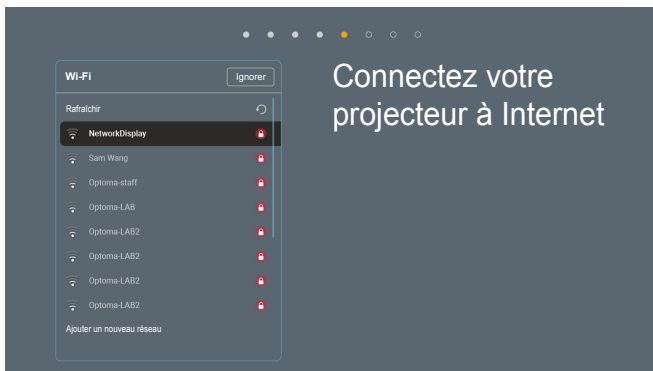 Wi-Fi
Ignorer
Connectez votre
projecteur à Internet
Rafraîchir
NetworkDisplay
Sam Wang
Optoma-staff
Optoma-LAB
Optoma-LAB2
Optoma-LAB2
Optoma-LAB2
Optoma-LAB2
Ajouter un nouveau réseau